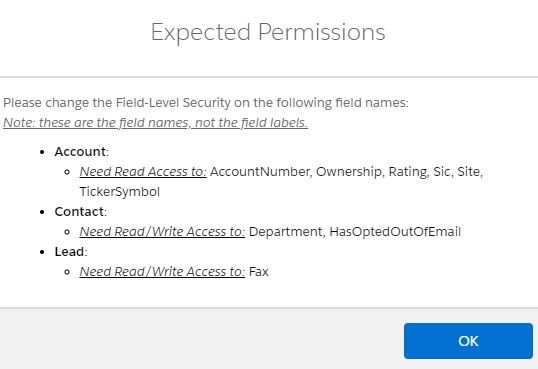 Expected Permissions
Please change the Field-Level Security on the following field names:
Note: these are the field names, not the field labels.
• Account:
Need Read Access to: AccountNumber, Ownership, Rating, Sic, Site,
TickerSymbol
• Contact:
Need Read/Write Access to: Department, HasOptedOutOfEmail
• Lead:
Need Read/Write Access to: Fax
OK